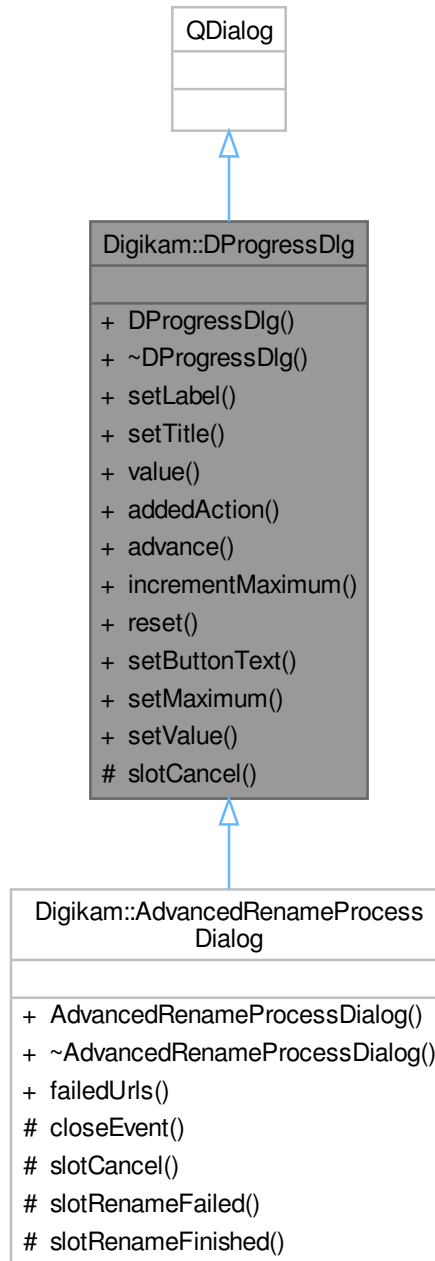 QDialog
Digikam::DProgressDlg
+ DProgressDlg()
+ ~DProgressDlg()
+ setLabel()
+ setTitle()
+ value()
+ addedAction()
+ advance()
+ incrementMaximum()
+ reset()
+ setButtonText()
+ setMaximum()
+ setValue()
# slotCancel()
Digikam::AdvancedRenameProcess
Dialog
+ AdvancedRenameProcessDialog()
+ ~AdvancedRenameProcessDialog()
+ failedUrls()
# closeEvent()
# slotCancel()
# slotRenameFailed()
# slotRenameFinished()